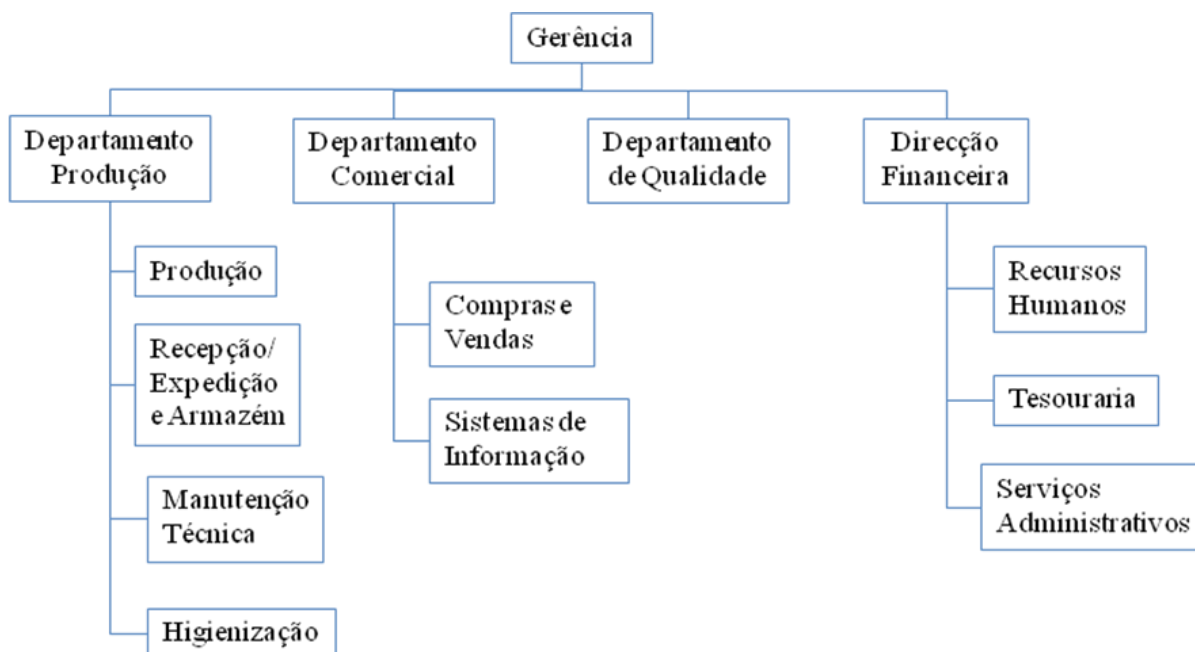 Gerência
Departamento
Produção
Departamento
Comercial
Departamento
de Qualidade
Direcção
Financeira
Produção
Recepção/
Expedição
e Armazém
Manutenção
Técnica
Higienização
Compras e
Vendas
Sistemas de
Informação
Recursos
Humanos
Tesouraria
Serviços
Administrativos